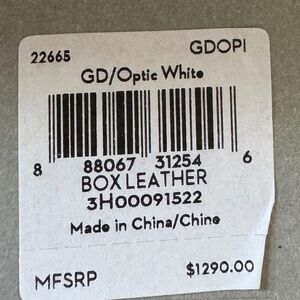 22665 GDOPI
GD/Optic White
8 88067 31254 6
BOX LEATHER
3H00091522
Made in China/Chine
MFSRP $1290.00